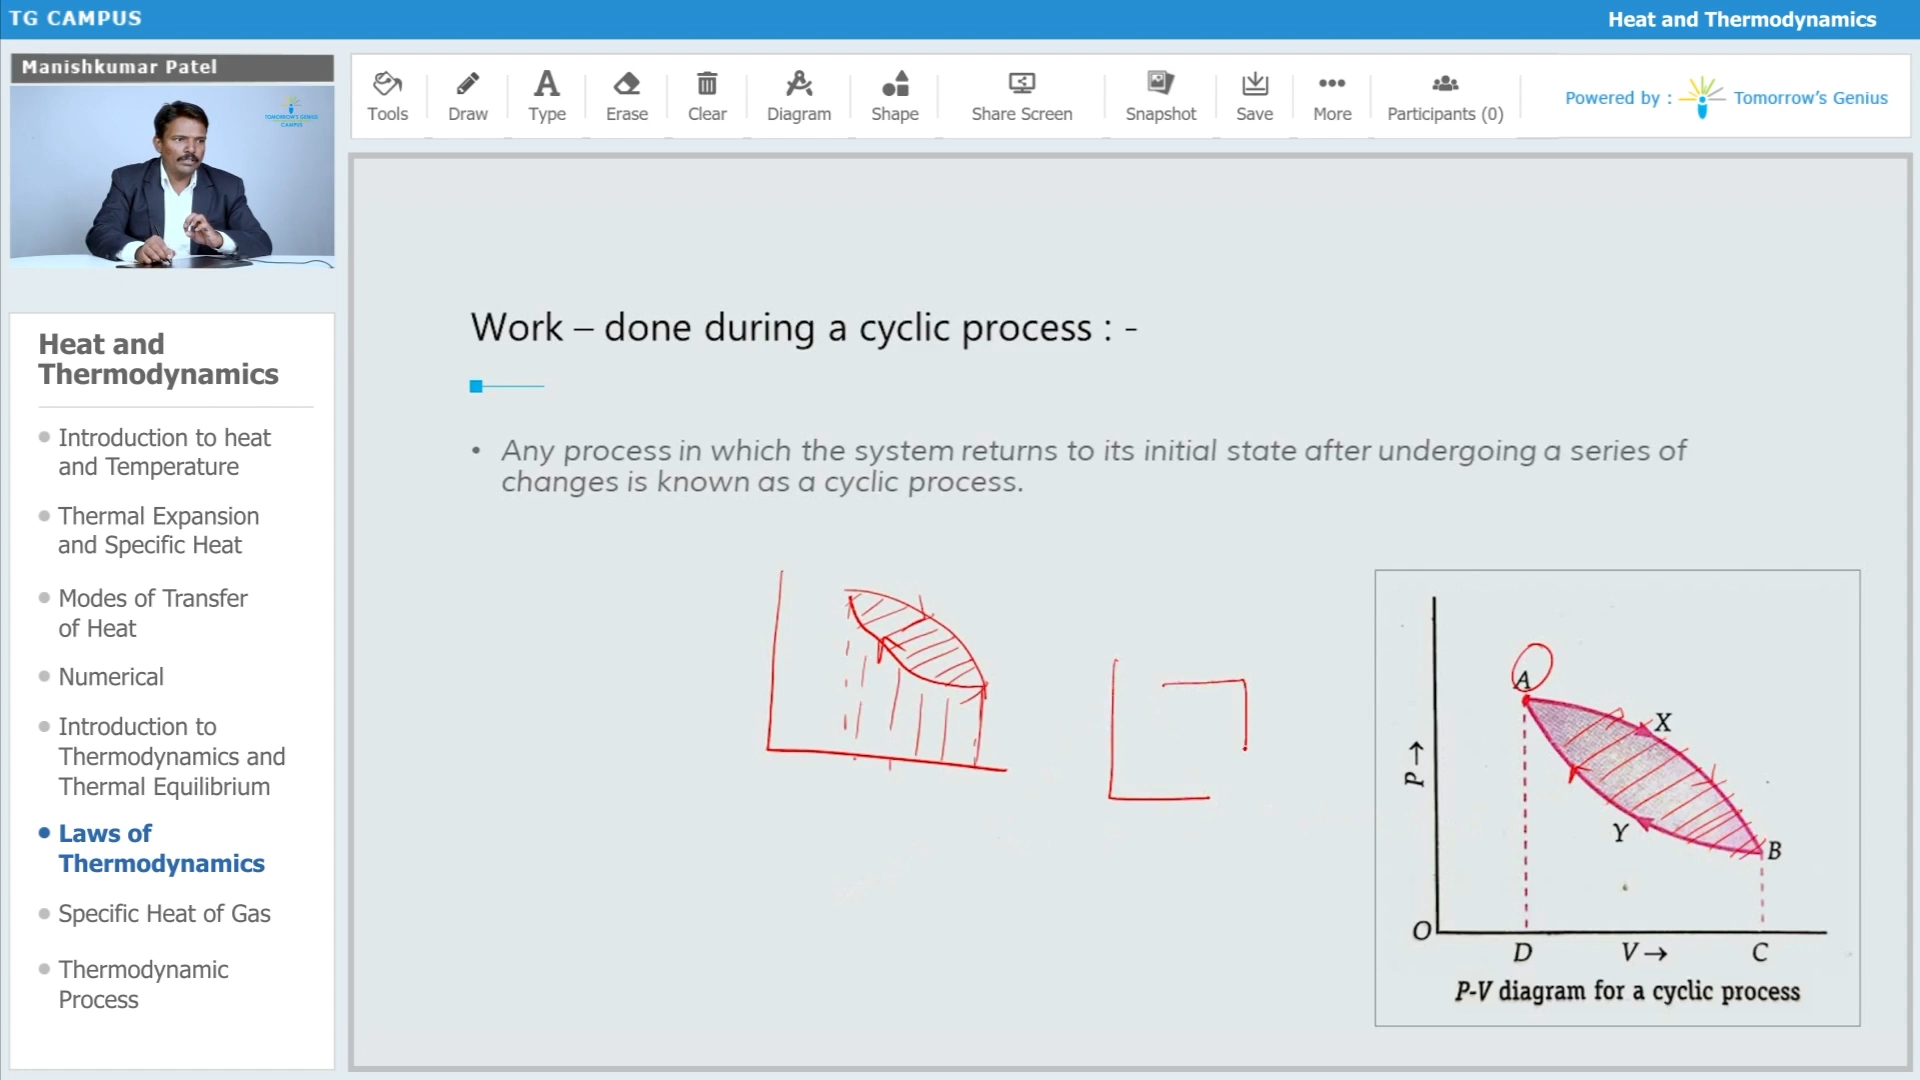 TG CAMPUS
Heat and Thermodynamics
Manishkumar Patel
TOMORROW'S GENIUS
CAMPUS
Tools
Draw
Type
Erase
Clear
Diagram
Shape
Share Screen
Snapshot
Save
More
Participants (0)
Powered by :
Tomorrow's Genius
Heat and
Thermodynamics
Introduction to heat
and Temperature
Thermal Expansion
and Specific Heat
Modes of Transfer
of Heat
Numerical
Introduction to
Thermodynamics and
Thermal Equilibrium
Laws of
Thermodynamics
Specific Heat of Gas
Thermodynamic
Process
Work – done during a cyclic process : -
• Any process in which the system returns to its initial state after undergoing a series of
changes is known as a cyclic process.
A
X
P→
Y
B
O
D
V→
C
P-V diagram for a cyclic process